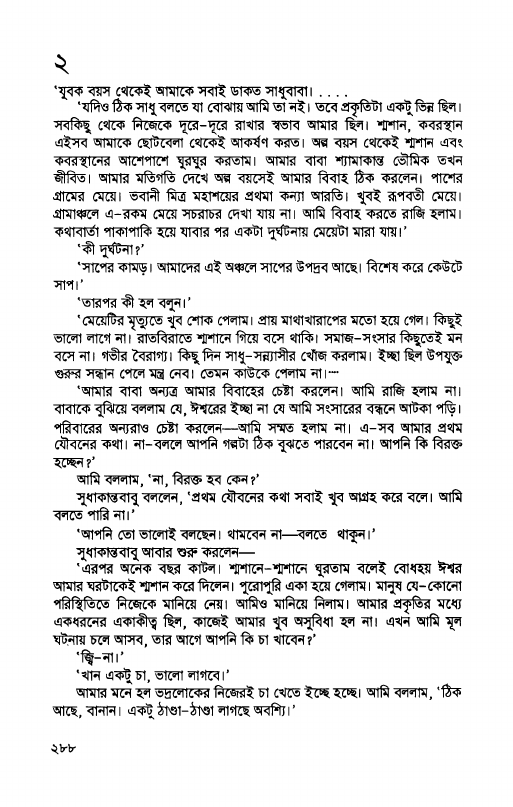 ২
‘যুবক বয়স থেকেই আমাকে সবাই ডাকত সাধুবাবা। . . . .
‘যদিও ঠিক সাধু বলতে যা বোঝায় আমি তা নই। তবে প্রকৃতিটা একটু ভিন্ন ছিল।
সবকিছু থেকে নিজেকে দূরে-দূরে রাখার স্বভাব আমার ছিল। শ্মশান, কবরস্থান
এইসব আমাকে ছোটবেলা থেকেই আকর্ষণ করত। অল্প বয়স থেকেই শ্মশান এবং
কবরস্থানের আশেপাশে ঘুরঘুর করতাম। আমার বাবা শ্যামাকান্ত ভৌমিক তখন
জীবিত। আমার মতিগতি দেখে অল্প বয়সেই আমার বিবাহ ঠিক করলেন। পাশের
গ্রামের মেয়ে। ভবানী মিত্র মহাশয়ের প্রথমা কন্যা আরতি। খুবই রূপবতী মেয়ে।
গ্রামাঞ্চলে এ-রকম মেয়ে সচরাচর দেখা যায় না। আমি বিবাহ করতে রাজি হলাম।
কথাবার্তা পাকাপাকি হয়ে যাবার পর একটা দুর্ঘটনায় মেয়েটা মারা যায়।’
‘কী দুর্ঘটনা?’
‘সাপের কামড়। আমাদের এই অঞ্চলে সাপের উপদ্রব আছে। বিশেষ করে কেউটে
সাপ।’
‘তারপর কী হল বলুন।’
‘মেয়েটির মৃত্যুতে খুব শোক পেলাম। প্রায় মাথাখারাপের মতো হয়ে গেল। কিছুই
ভালো লাগে না। রাতবিরাতে শ্মশানে গিয়ে বসে থাকি। সমাজ-সংসার কিছুতেই মন
বসে না। গভীর বৈরাগ্য। কিছু দিন সাধু-সন্ন্যাসীর খোঁজ করলাম। ইচ্ছা ছিল উপযুক্ত
গুরুর সন্ধান পেলে মন্ত্র নেব। তেমন কাউকে পেলাম না।····
‘আমার বাবা অন্যত্র আমার বিবাহের চেষ্টা করলেন। আমি রাজি হলাম না।
বাবাকে বুঝিয়ে বললাম যে, ঈশ্বরের ইচ্ছা না যে আমি সংসারের বন্ধনে আটকা পড়ি।
পরিবারের অন্যরাও চেষ্টা করলেন—আমি সম্মত হলাম না। এ-সব আমার প্রথম
যৌবনের কথা। না-বললে আপনি গল্পটা ঠিক বুঝতে পারবেন না। আপনি কি বিরক্ত
হচ্ছেন?’
আমি বললাম, ‘না, বিরক্ত হব কেন?’
সুধাকান্তবাবু বললেন, ‘প্রথম যৌবনের কথা সবাই খুব আগ্রহ করে বলে। আমি
বলতে পারি না।’
‘আপনি তো ভালোই বলছেন। থামবেন না—বলতে থাকুন।’
সুধাকান্তবাবু আবার শুরু করলেন—
‘এরপর অনেক বছর কাটল। শ্মশানে-শ্মশানে ঘুরতাম বলেই বোধহয় ঈশ্বর
আমার ঘরটাকেই শ্মশান করে দিলেন। পুরোপুরি একা হয়ে গেলাম। মানুষ যে-কোনো
পরিস্থিতিতে নিজেকে মানিয়ে নেয়। আমিও মানিয়ে নিলাম। আমার প্রকৃতির মধ্যে
একধরনের একাকীত্ব ছিল, কাজেই আমার খুব অসুবিধা হল না। এখন আমি মূল
ঘটনায় চলে আসব, তার আগে আপনি কি চা খাবেন?’
‘জ্বি-না।’
‘খান একটু চা, ভালো লাগবে।’
আমার মনে হল ভদ্রলোকের নিজেরই চা খেতে ইচ্ছে হচ্ছে। আমি বললাম, ‘ঠিক
আছে, বানান। একটু ঠাণ্ডা-ঠাণ্ডা লাগছে অবশ্যি।’
২৮৮